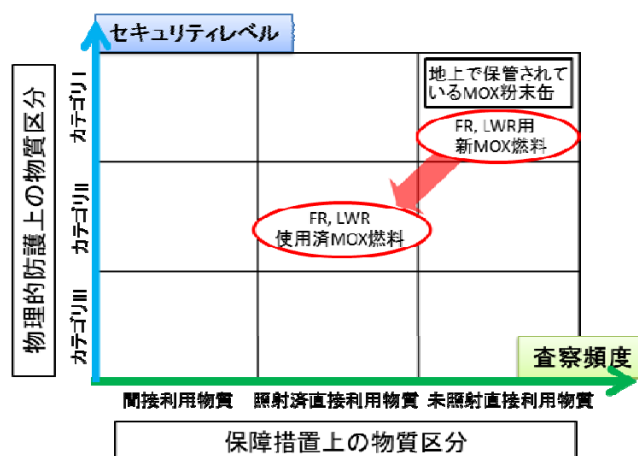 セキュリティレベル
物理的防護上の物質区分
カテゴリI
カテゴリII
カテゴリIII
地上で保管されて
いるMOX粉末缶
FR, LWR用
新MOX燃料
FR, LWR
使用済MOX燃料
査察頻度
間接利用物質 照射済直接利用物質 未照射直接利用物質
保障措置上の物質区分